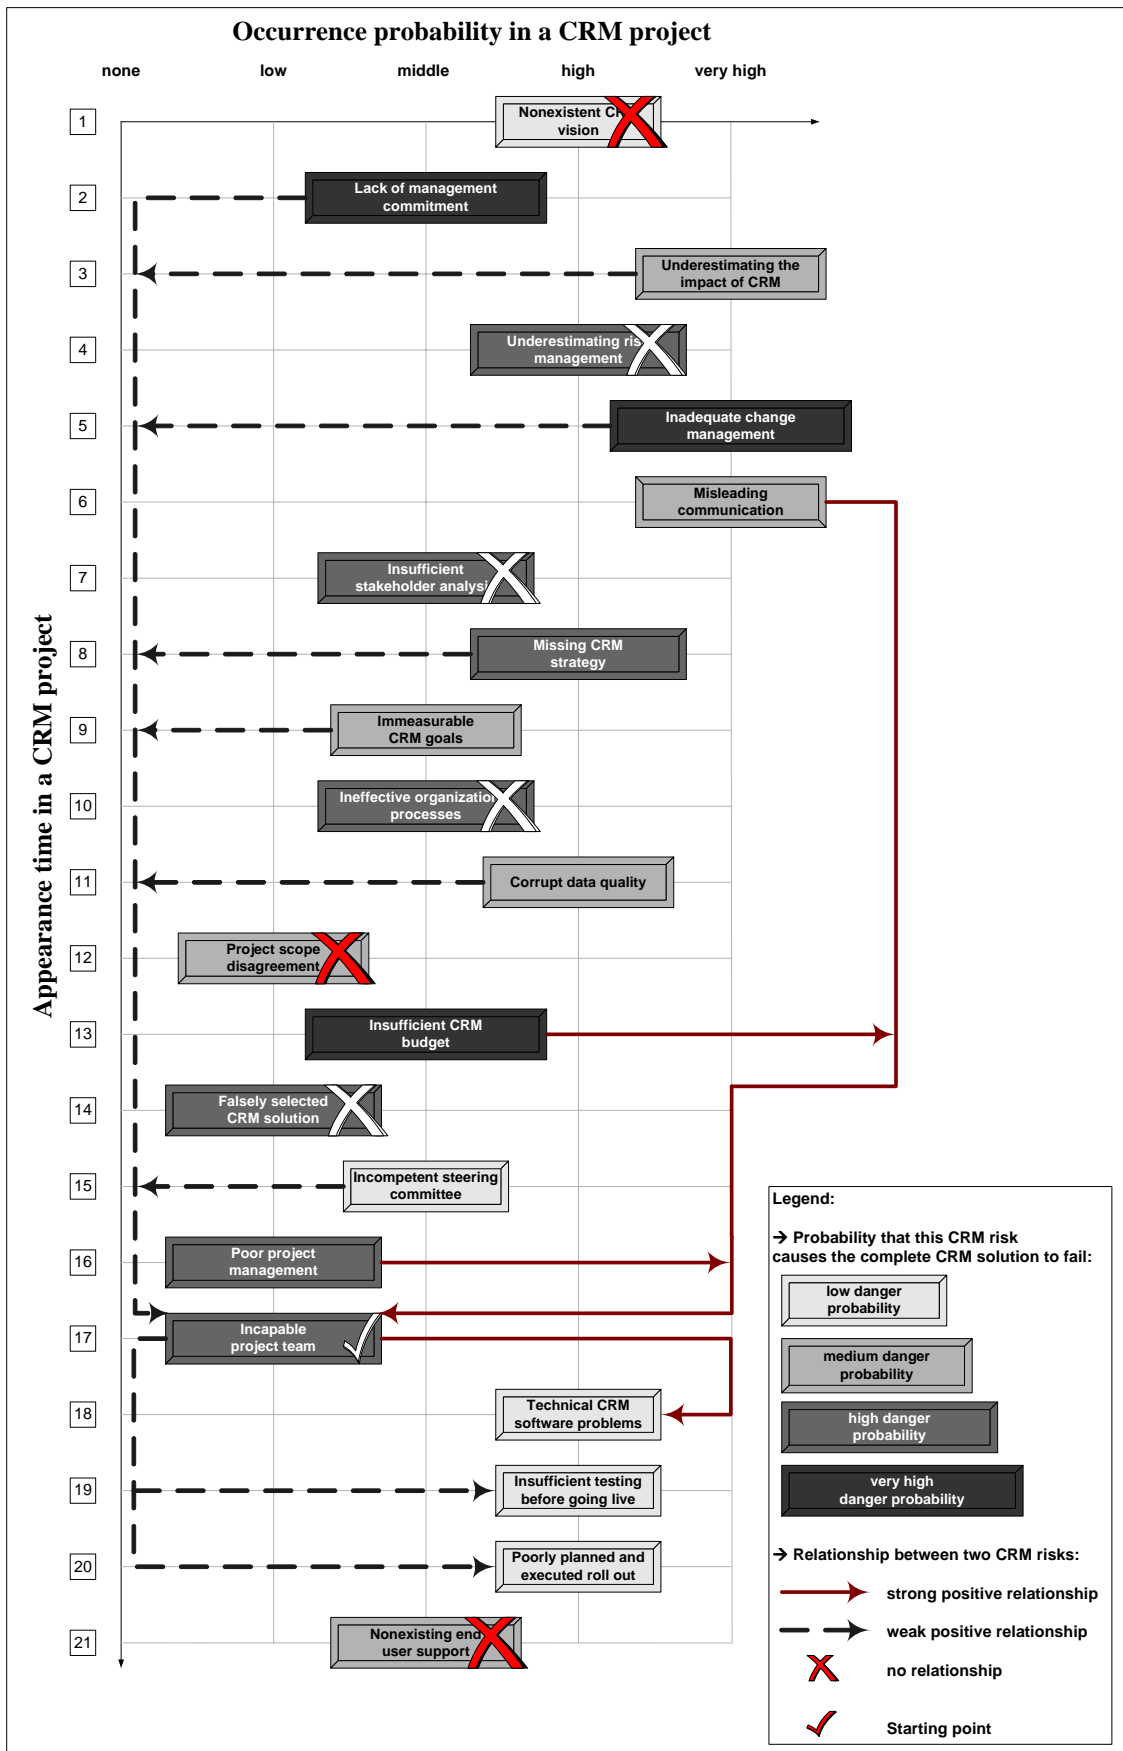 Occurrence probability in a CRM project
none low middle high very high
Appearance time in a CRM project
1
Nonexistent CRM
vision
2
Lack of management
commitment
3
Underestimating the
impact of CRM
4
Underestimating risk
management
5
Inadequate change
management
6
Misleading
communication
7
Insufficient
stakeholder analysis
8
Missing CRM
strategy
9
Immeasurable
CRM goals
10
Ineffective organization
processes
11
Corrupt data quality
12
Project scope
disagreement
13
Insufficient CRM
budget
14
Falsely selected
CRM solution
15
Incompetent steering
committee
16
Poor project
management
17
Incapable
project team
18
Technical CRM
software problems
19
Insufficient testing
before going live
20
Poorly planned and
executed roll out
21
Nonexisting end
user support
Legend:
→ Probability that this CRM risk
causes the complete CRM solution to fail:
low danger
probability
medium danger
probability
high danger
probability
very high
danger probability
→ Relationship between two CRM risks:
strong positive relationship
weak positive relationship
no relationship
Starting point